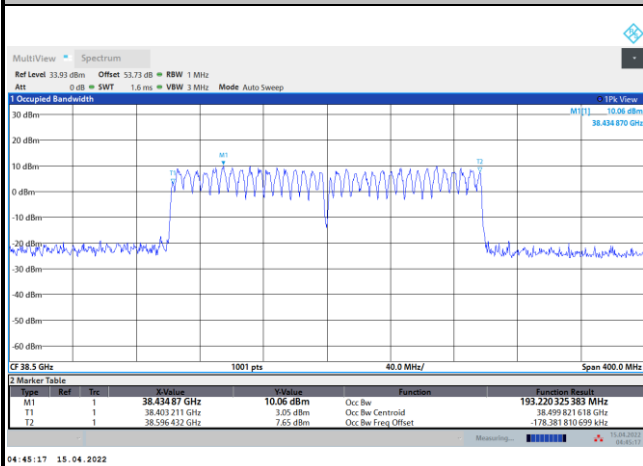 MultiView Spectrum
Ref Level 33.93 dBm Offset 53.73 dB RBW 1 MHz
Att 0 dB SWT 1.6 ms VBW 3 MHz Mode Auto Sweep
1 Occupied Bandwidth 1Pk View
M1[1] 10.06 dBm
38.434 870 GHz
30 dBm
20 dBm
M1
T2
10 dBm
T1
0 dBm
-10 dBm
-20 dBm
-30 dBm
-40 dBm
-50 dBm
-60 dBm
CF 38.5 GHz 1001 pts 40.0 MHz/ Span 400.0 MHz
2 Marker Table
Type Ref Trc X-Value Y-Value Function Function Result
M1 1 38.434 87 GHz 10.06 dBm Occ Bw 193.220 325 383 MHz
T1 1 38.403 211 GHz 3.05 dBm Occ Bw Centroid 38.499 821 618 GHz
T2 1 38.596 432 GHz 7.65 dBm Occ Bw Freq Offset -178.381 810 699 kHz
Measuring... 15.04.2022
04:45:17
04:45:17 15.04.2022